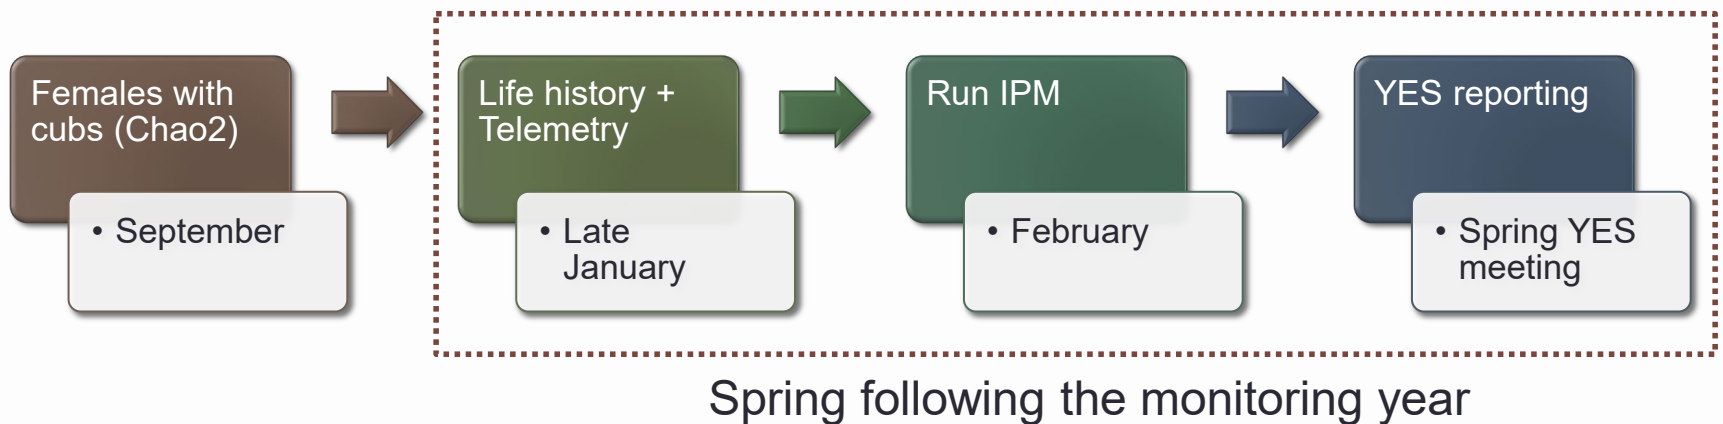 Females with
cubs (Chao2)
• September
Life history +
Telemetry
• Late
January
Run IPM
• February
YES reporting
• Spring YES
meeting
Spring following the monitoring year